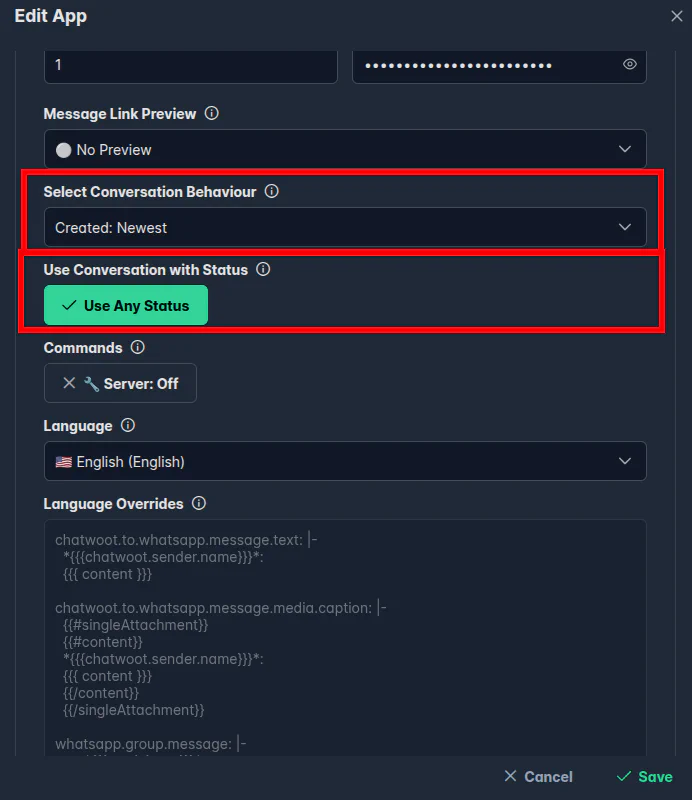 Edit App
1
••••••••••••••••••••••••
Message Link Preview
No Preview
Select Conversation Behaviour
Created: Newest
Use Conversation with Status
Use Any Status
Commands
Server: Off
Language
English (English)
Language Overrides
chatwoot.to.whatsapp.message.text: |-
*{{{chatwoot.sender.name}}}*:
{{{ content }}}
chatwoot.to.whatsapp.message.media.caption: |-
{{#singleAttachment}}
{{#content}}
*{{{chatwoot.sender.name}}}*:
{{{ content }}}
{{/content}}
{{/singleAttachment}}
whatsapp.group.message: |-
Cancel
Save